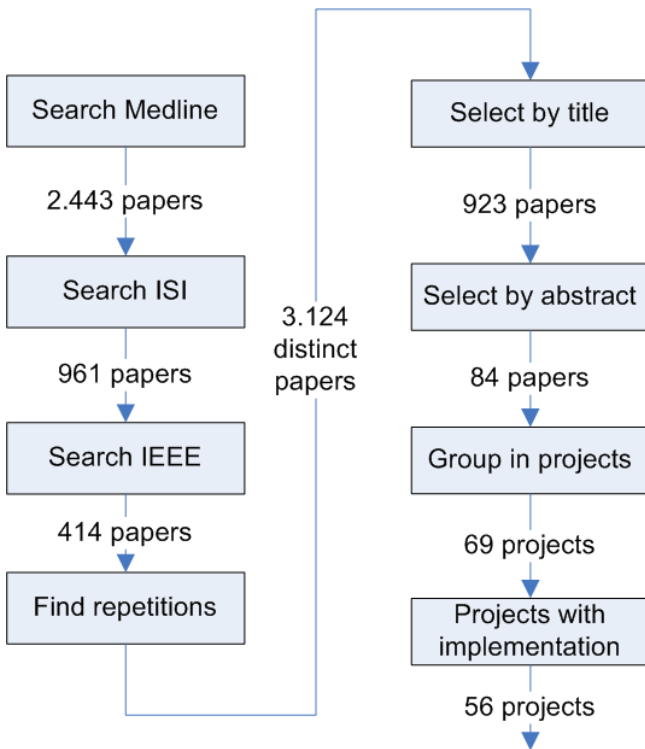 Search Medline
2.443 papers
Search ISI
961 papers
Search IEEE
414 papers
Find repetitions
3.124
distinct
papers
Select by title
923 papers
Select by abstract
84 papers
Group in projects
69 projects
Projects with
implementation
56 projects